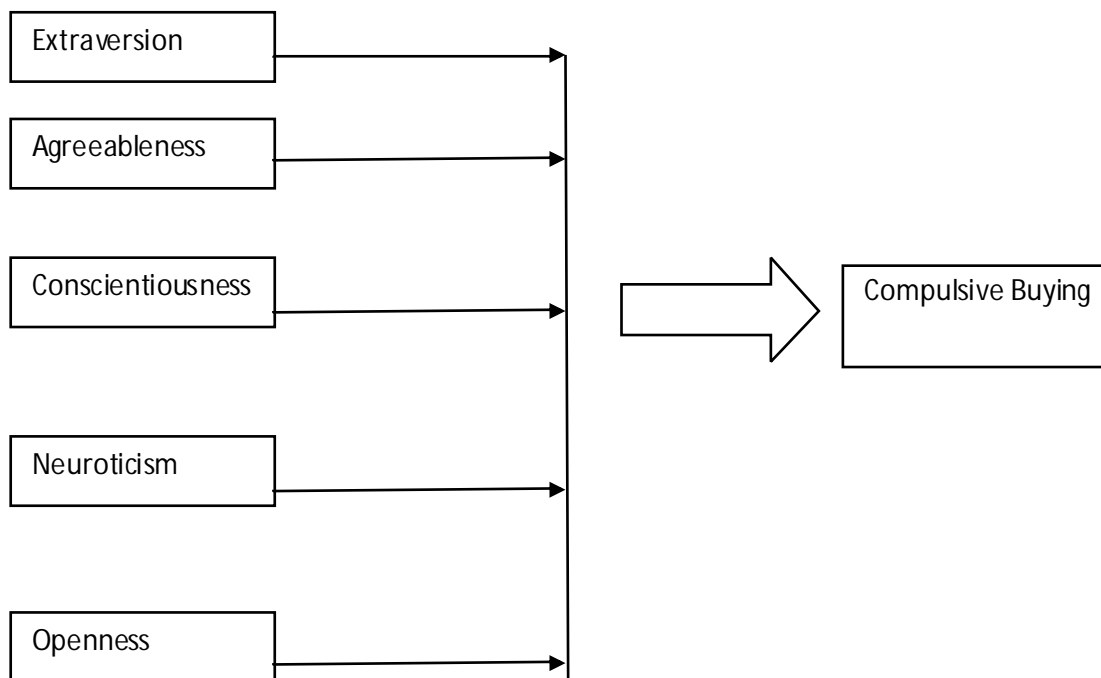 Extraversion
Agreeableness
Conscientiousness
Compulsive Buying
Neuroticism
Openness